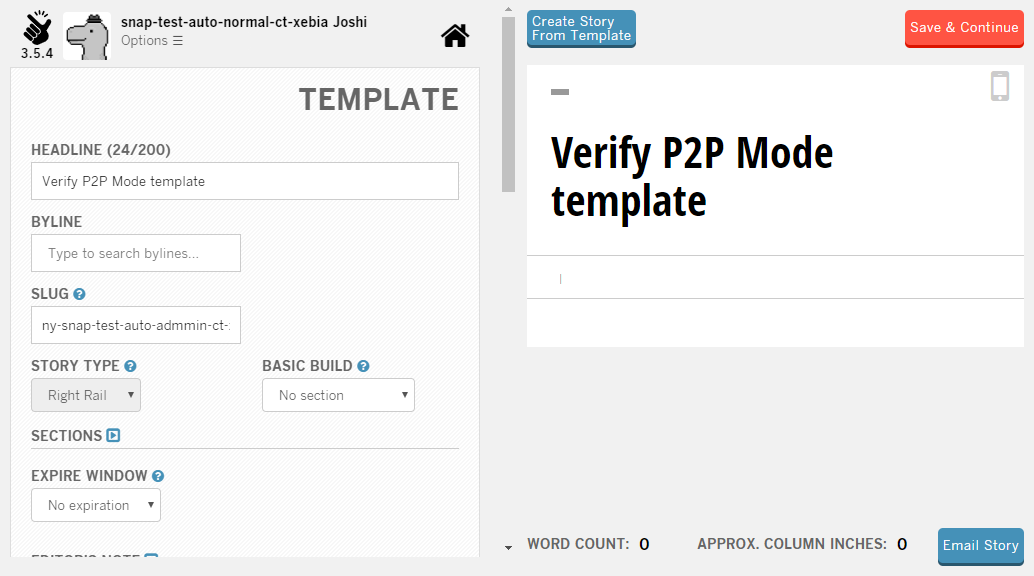 snap-test-auto-normal-ct-xebia Joshi
Options
3.5.4
TEMPLATE
HEADLINE (24/200)
Verify P2P Mode template
BYLINE
Type to search bylines...
SLUG
ny-snap-test-auto-admmin-ct-
STORY TYPE
BASIC BUILD
Right Rail
No section
SECTIONS
EXPIRE WINDOW
No expiration
EDITOR'S NOTE
Create Story
From Template
Save & Continue
Verify P2P Mode
template
WORD COUNT: 0
APPROX. COLUMN INCHES: 0
Email Story